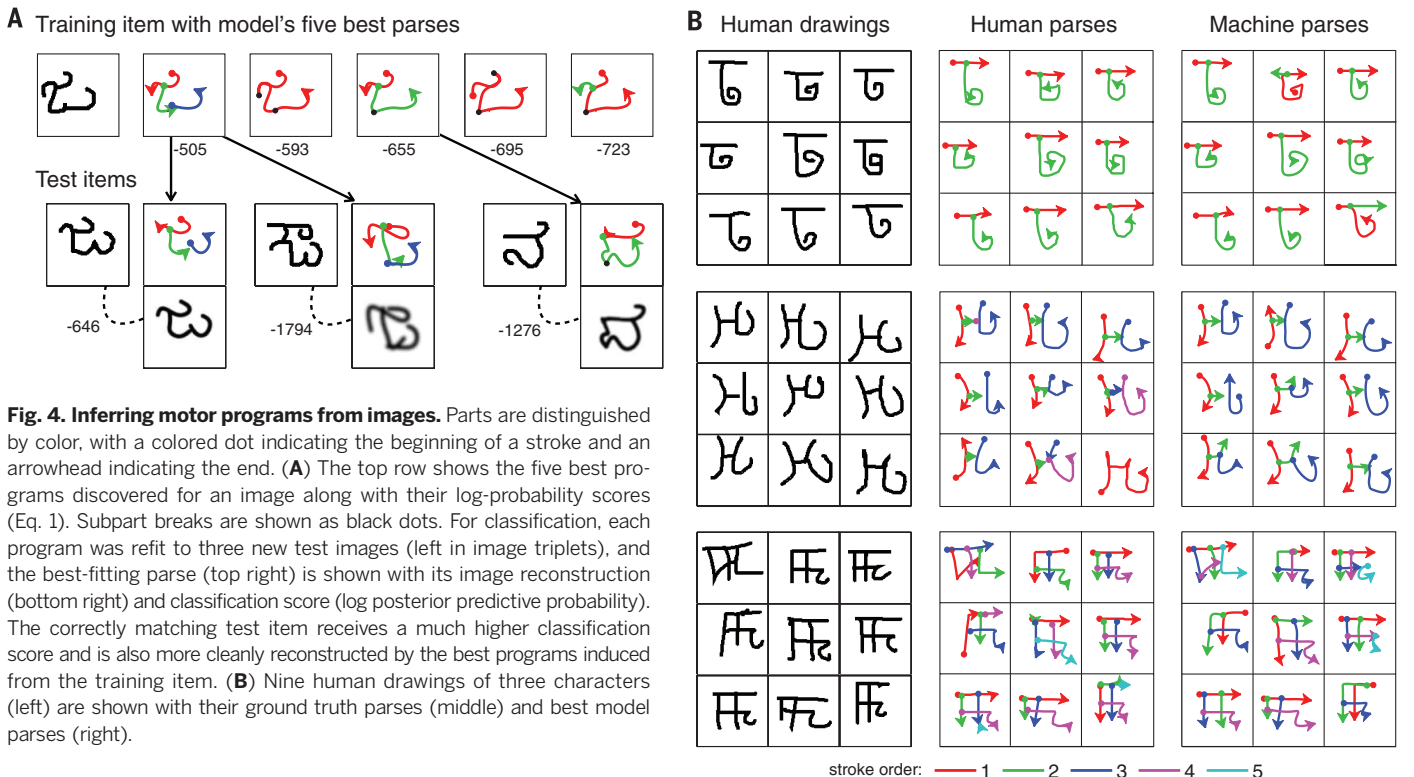 A Training item with model's five best parses
-505 -593 -655 -695 -723
Test items
-646 -1794 -1276
Fig. 4. Inferring motor programs from images. Parts are distinguished
by color, with a colored dot indicating the beginning of a stroke and an
arrowhead indicating the end. (A) The top row shows the five best pro-
grams discovered for an image along with their log-probability scores
(Eq. 1). Subpart breaks are shown as black dots. For classification, each
program was refit to three new test images (left in image triplets), and
the best-fitting parse (top right) is shown with its image reconstruction
(bottom right) and classification score (log posterior predictive probability).
The correctly matching test item receives a much higher classification
score and is also more cleanly reconstructed by the best programs induced
from the training item. (B) Nine human drawings of three characters
(left) are shown with their ground truth parses (middle) and best model
parses (right).
B Human drawings Human parses Machine parses
stroke order: 1 2 3 4 5